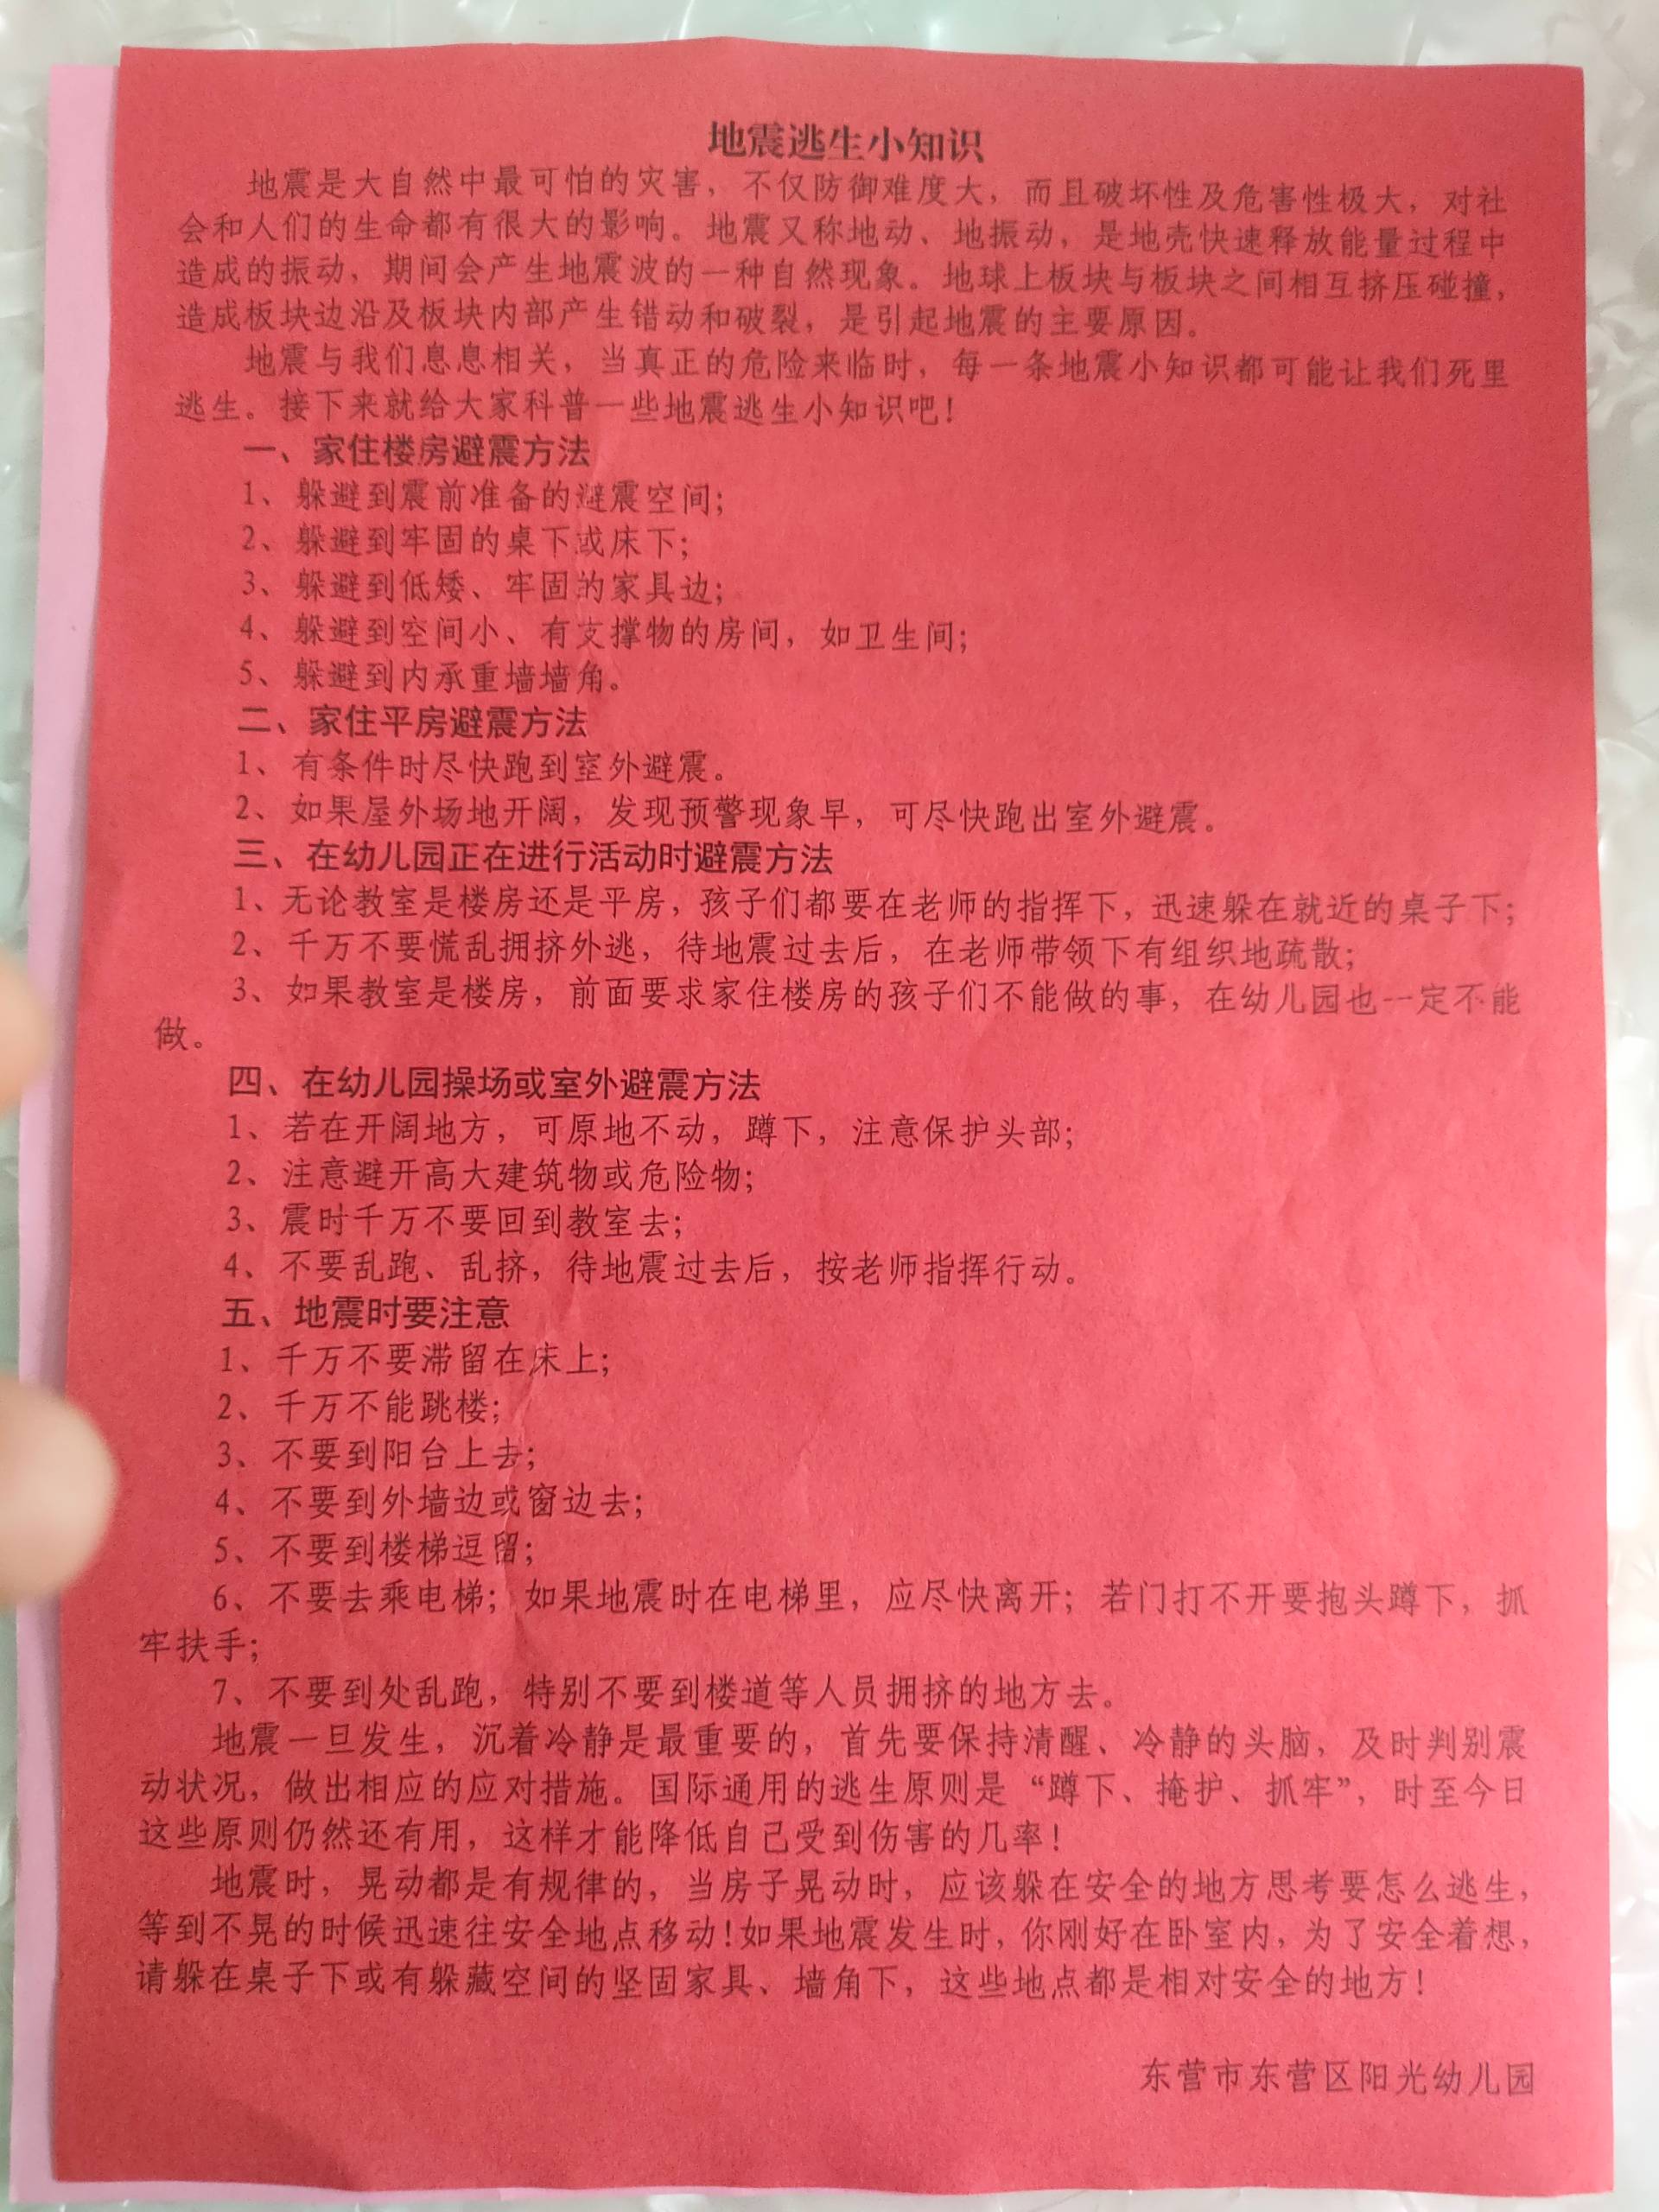 地震逃生小知识
地震是大自然中最可怕的灾害，不仅防御难度大，而且破坏性及危害性极大，对社
会和人们的生命都有很大的影响。地震又称地动、地振动，是地壳快速释放能量过程中
造成的振动，期间会产生地震波的一种自然现象。地球上板块与板块之间相互挤压碰撞，
造成板块边沿及板块内部产生错动和破裂，是引起地震的主要原因。
地震与我们息息相关，当真正的危险来临时，每一条地震小知识都可能让我们死里
逃生。接下来就给大家科普一些地震逃生小知识吧！
一、家住楼房避震方法
1、躲避到震前准备的避震空间；
2、躲避到牢固的桌下或床下；
3、躲避到低矮、牢固的家具边；
4、躲避到空间小、有支撑物的房间，如卫生间；
5、躲避到内承重墙墙角。
二、家住平房避震方法
1、有条件时尽快跑到室外避震。
2、如果屋外场地开阔，发现预警现象早，可尽快跑出室外避震。
三、在幼儿园正在进行活动时避震方法
1、无论教室是楼房还是平房，孩子们都要在老师的指挥下，迅速躲在就近的桌子下；
2、千万不要慌乱拥挤外逃，待地震过去后，在老师带领下有组织地疏散；
3、如果教室是楼房，前面要求家住楼房的孩子们不能做的事，在幼儿园也一定不能
做。
四、在幼儿园操场或室外避震方法
1、若在开阔地方，可原地不动，蹲下，注意保护头部；
2、注意避开高大建筑物或危险物；
3、震时千万不要回到教室去；
4、不要乱跑、乱挤，待地震过去后，按老师指挥行动。
五、地震时要注意
1、千万不要滞留在床上；
2、千万不能跳楼；
3、不要到阳台上去；
4、不要到外墙边或窗边去；
5、不要到楼梯逗留；
6、不要去乘电梯；如果地震时在电梯里，应尽快离开；若门打不开要抱头蹲下，抓
牢扶手；
7、不要到处乱跑，特别不要到楼道等人员拥挤的地方去。
地震一旦发生，沉着冷静是最重要的，首先要保持清醒、冷静的头脑，及时判别震
动状况，做出相应的应对措施。国际通用的逃生原则是“蹲下、掩护、抓牢”，时至今日
这些原则仍然还有用，这样才能降低自己受到伤害的几率！
地震时，晃动都是有规律的，当房子晃动时，应该躲在安全的地方思考要怎么逃生，
等到不晃的时候迅速往安全地点移动！如果地震发生时，你刚好在卧室内，为了安全着想，
请躲在桌子下或有躲藏空间的坚固家具、墙角下，这些地点都是相对安全的地方！
东营市东营区阳光幼儿园